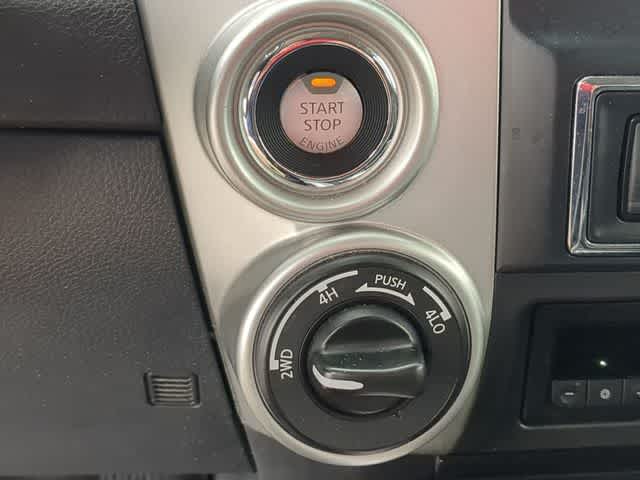 START
STOP
ENGINE
2WD
4H
PUSH
4LO